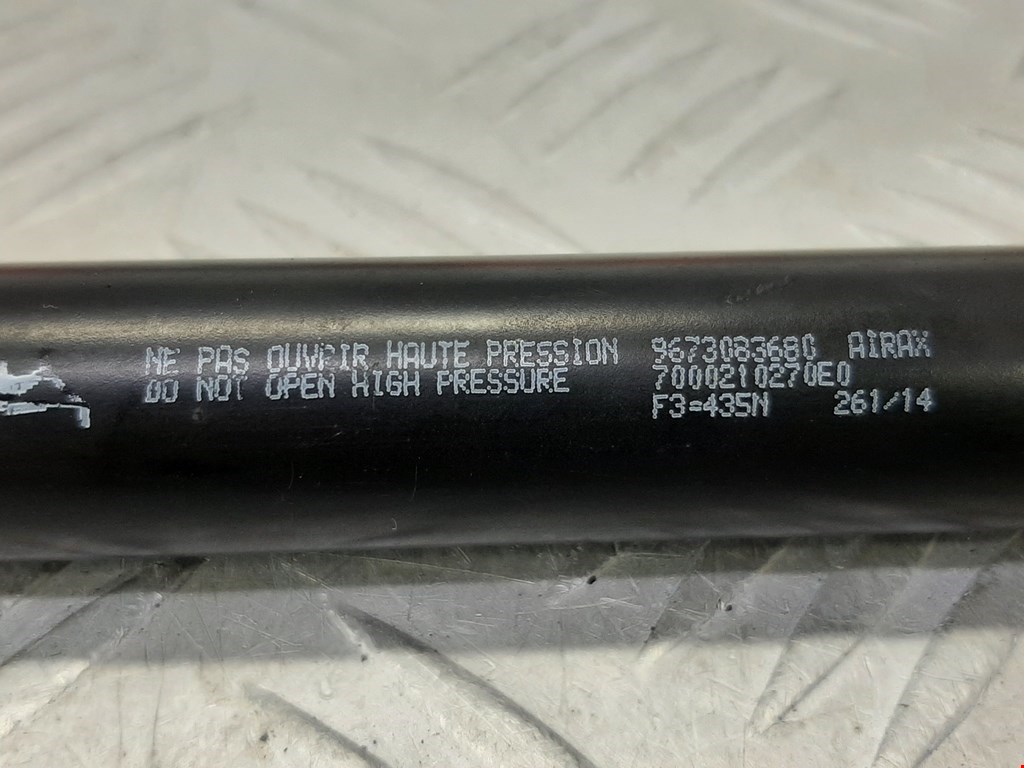 NE PAS OUVRIR HAUTE PRESSION 9673083680 AIRAX
DO NOT OPEN HIGH PRESSURE 7000210270E0
F3=435N 261/14